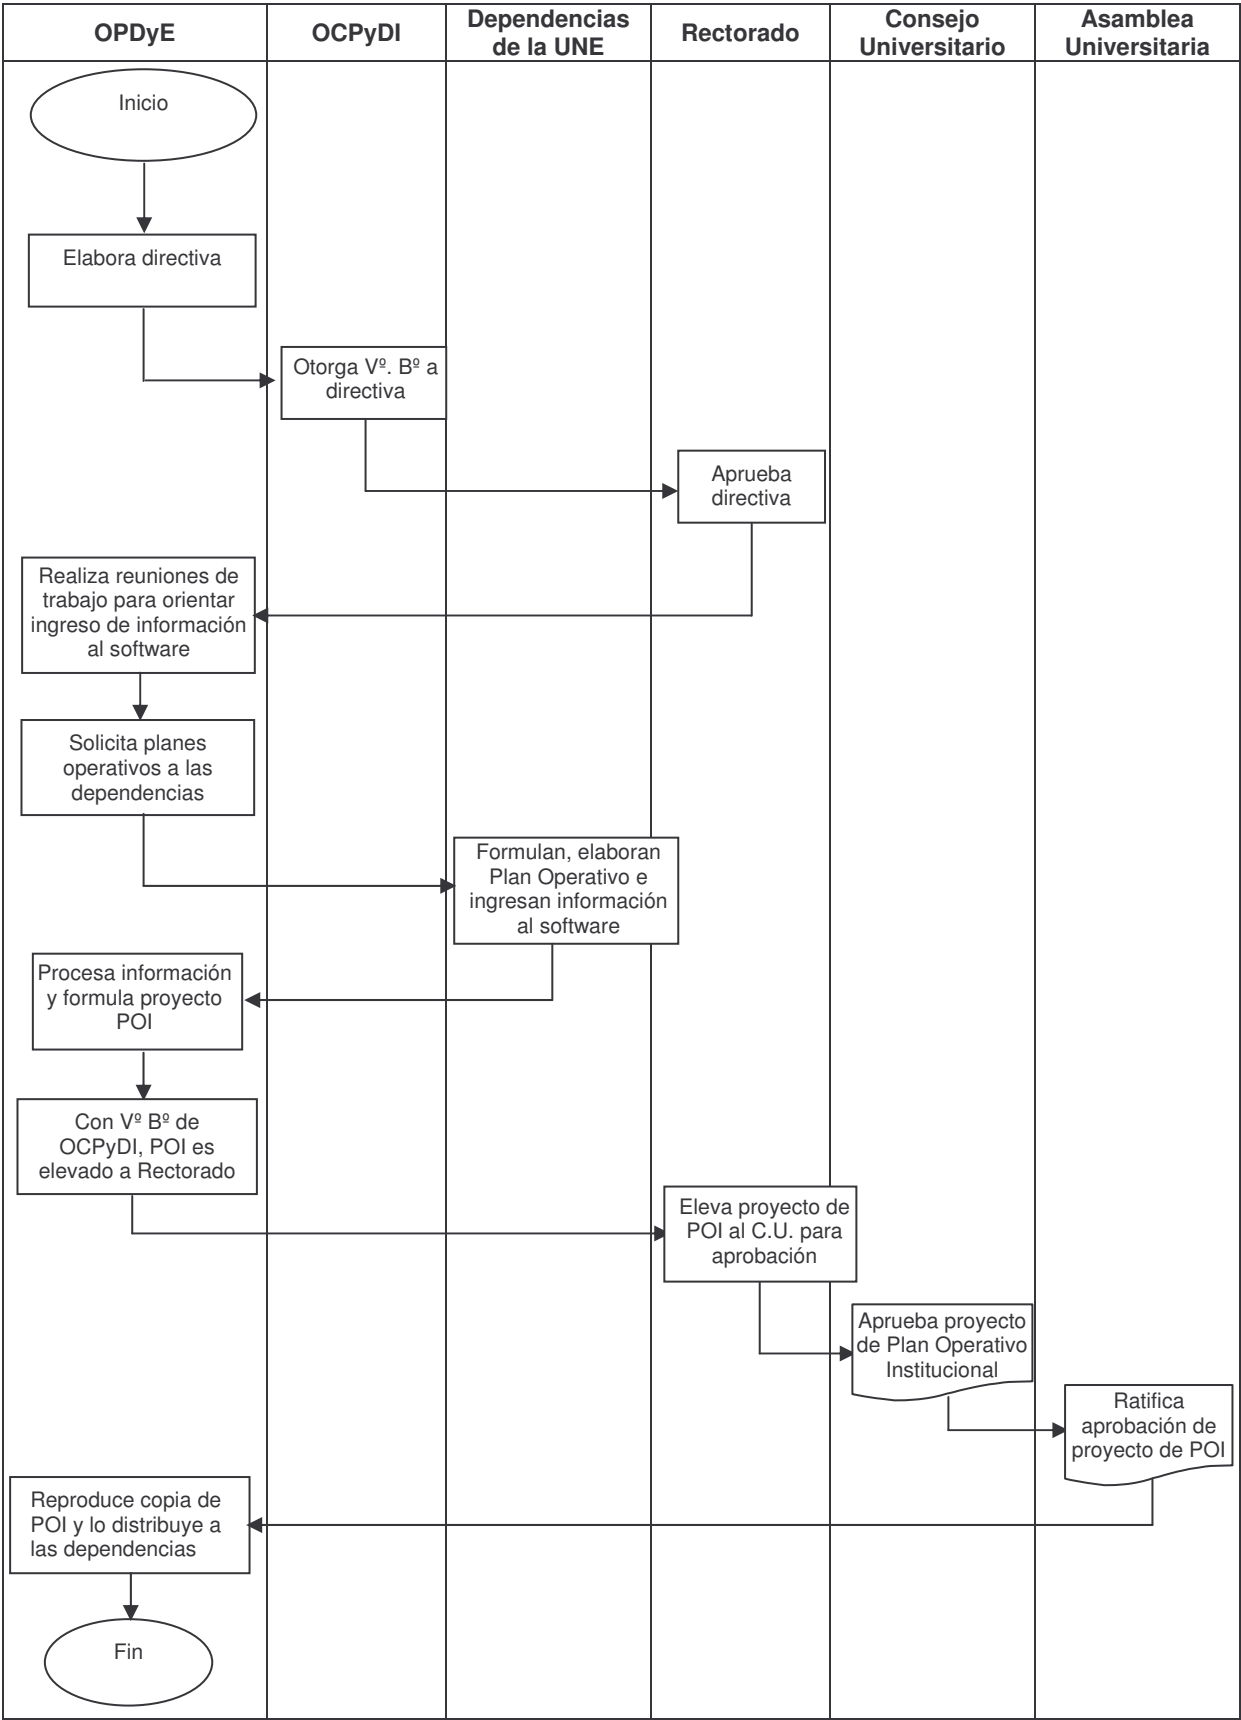 OPDyE
OCPyDI
Dependencias
de la UNE
Rectorado
Consejo
Universitario
Asamblea
Universitaria
Inicio
Elabora directiva
Otorga Vº. Bº a
directiva
Aprueba
directiva
Realiza reuniones de
trabajo para orientar
ingreso de información
al software
Solicita planes
operativos a las
dependencias
Formulan, elaboran
Plan Operativo e
ingresan información
al software
Procesa información
y formula proyecto
POI
Con Vº Bº de
OCPyDI, POI es
elevado a Rectorado
Eleva proyecto de
POI al C.U. para
aprobación
Aprueba proyecto
de Plan Operativo
Institucional
Ratifica
aprobación de
proyecto de POI
Reproduce copia de
POI y lo distribuye a
las dependencias
Fin